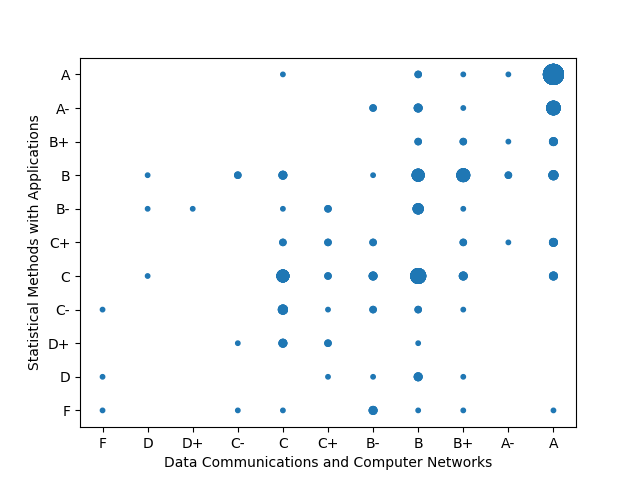 Statistical Methods with Applications
A
A-
B+
B
B-
C+
C
C-
D+
D
F
F D D+ C- C C+ B- B B+ A- A
Data Communications and Computer Networks